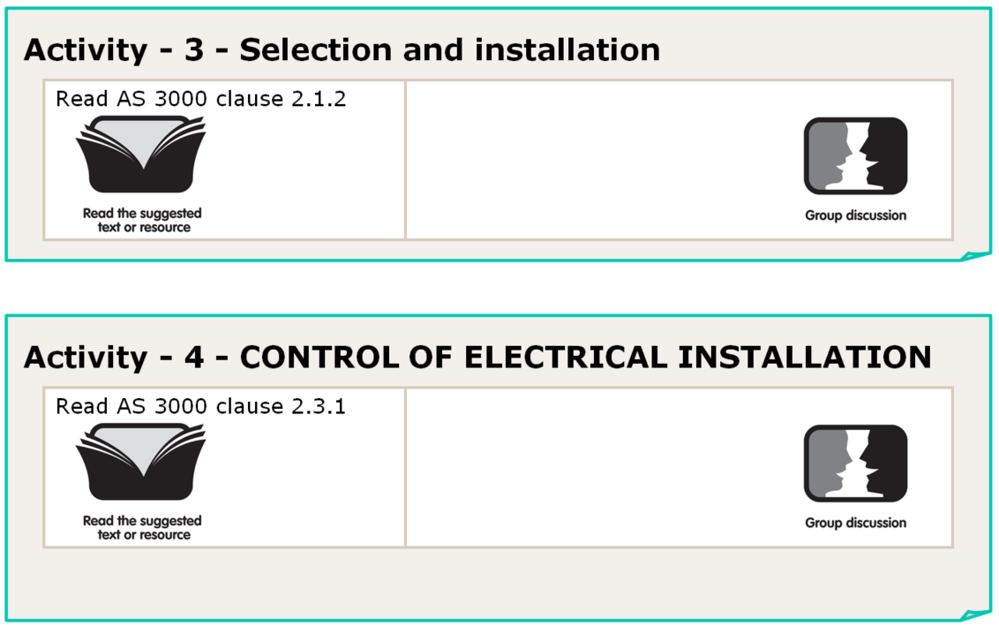 Activity - 3 - Selection and installation
Read AS 3000 clause 2.1.2
Read the suggested
text or resource
Group discussion
Activity - 4 - CONTROL OF ELECTRICAL INSTALLATION
Read AS 3000 clause 2.3.1
Read the suggested
text or resource
Group discussion